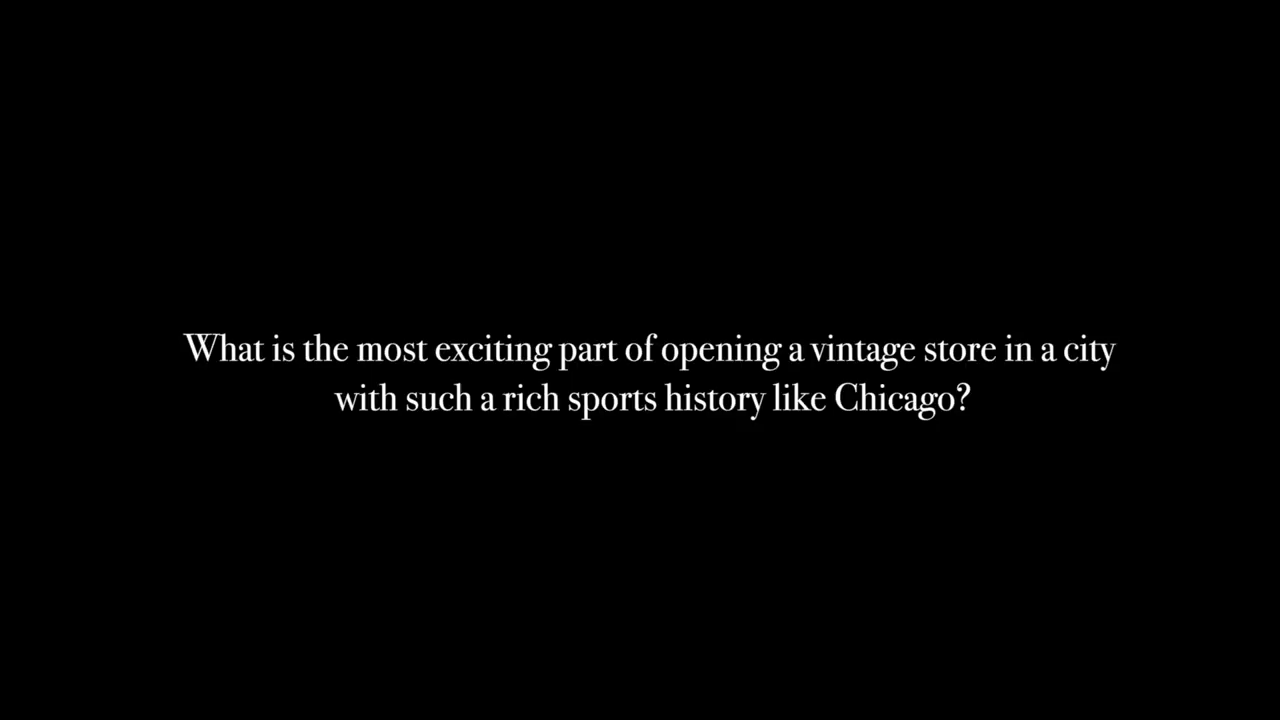 What is the most exciting part of opening a vintage store in a city
with such a rich sports history like Chicago?